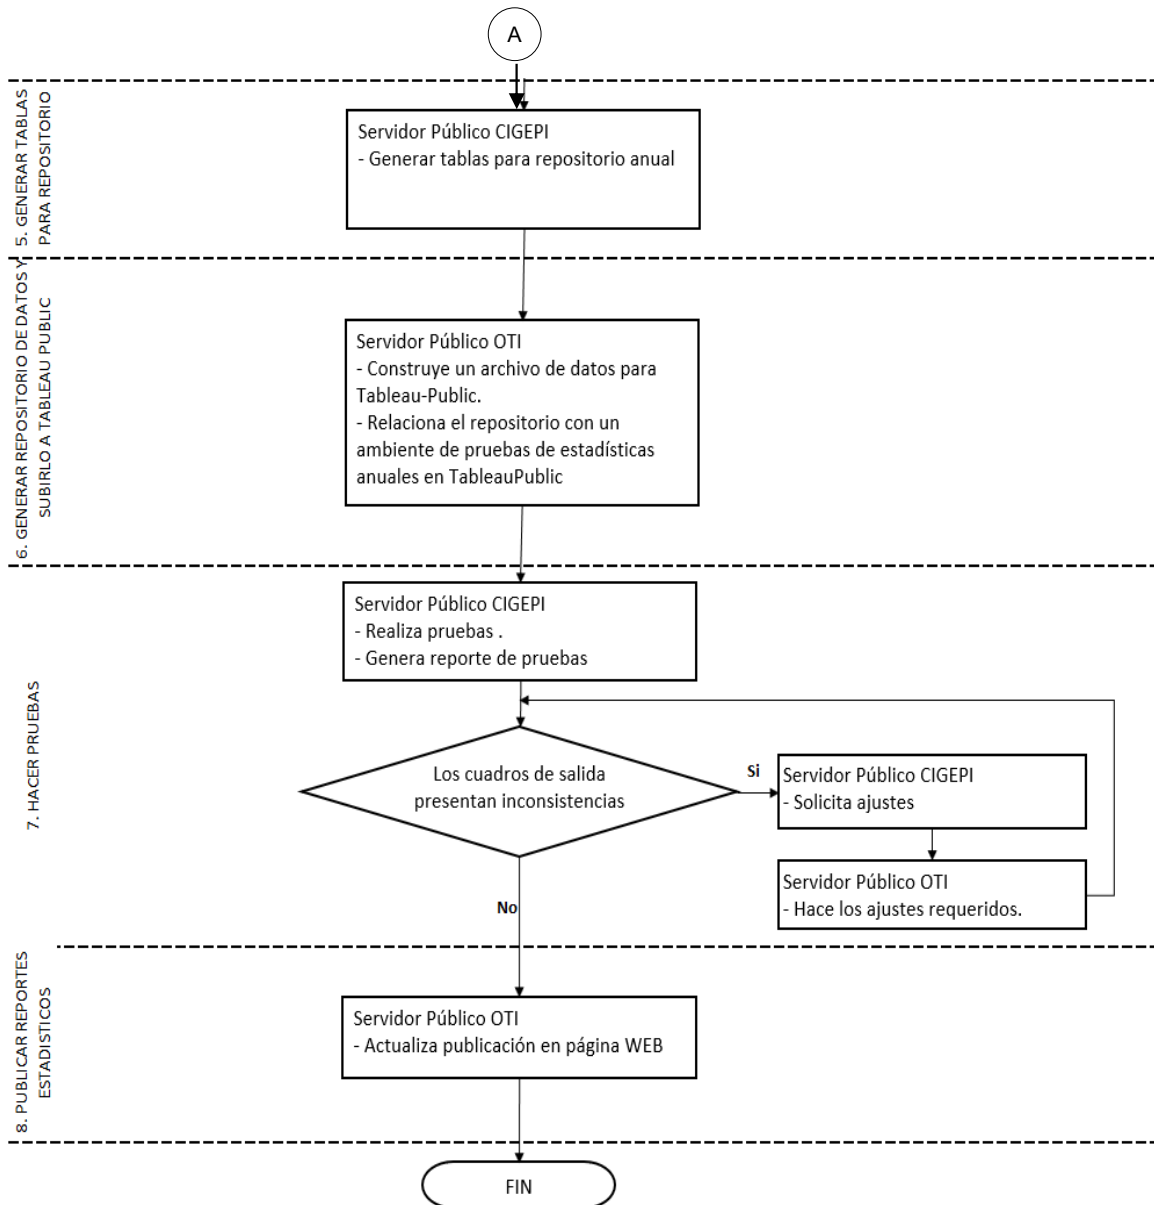 A
5. GENERAR TABLAS
PARA REPOSITORIO
Servidor Público CIGEPI
- Generar tablas para repositorio anual
6. GENERAR REPOSITORIO DE DATOS Y
SUBIRLO A TABLEAU PUBLIC
Servidor Público OTI
- Construye un archivo de datos para
Tableau-Public.
- Relaciona el repositorio con un
ambiente de pruebas de estadísticas
anuales en TableauPublic
7. HACER PRUEBAS
Servidor Público CIGEPI
- Realiza pruebas .
- Genera reporte de pruebas
Los cuadros de salida
presentan inconsistencias
Si
Servidor Público CIGEPI
- Solicita ajustes
Servidor Público OTI
- Hace los ajustes requeridos.
No
8. PUBLICAR REPORTES
ESTADISTICOS
Servidor Público OTI
- Actualiza publicación en página WEB
FIN